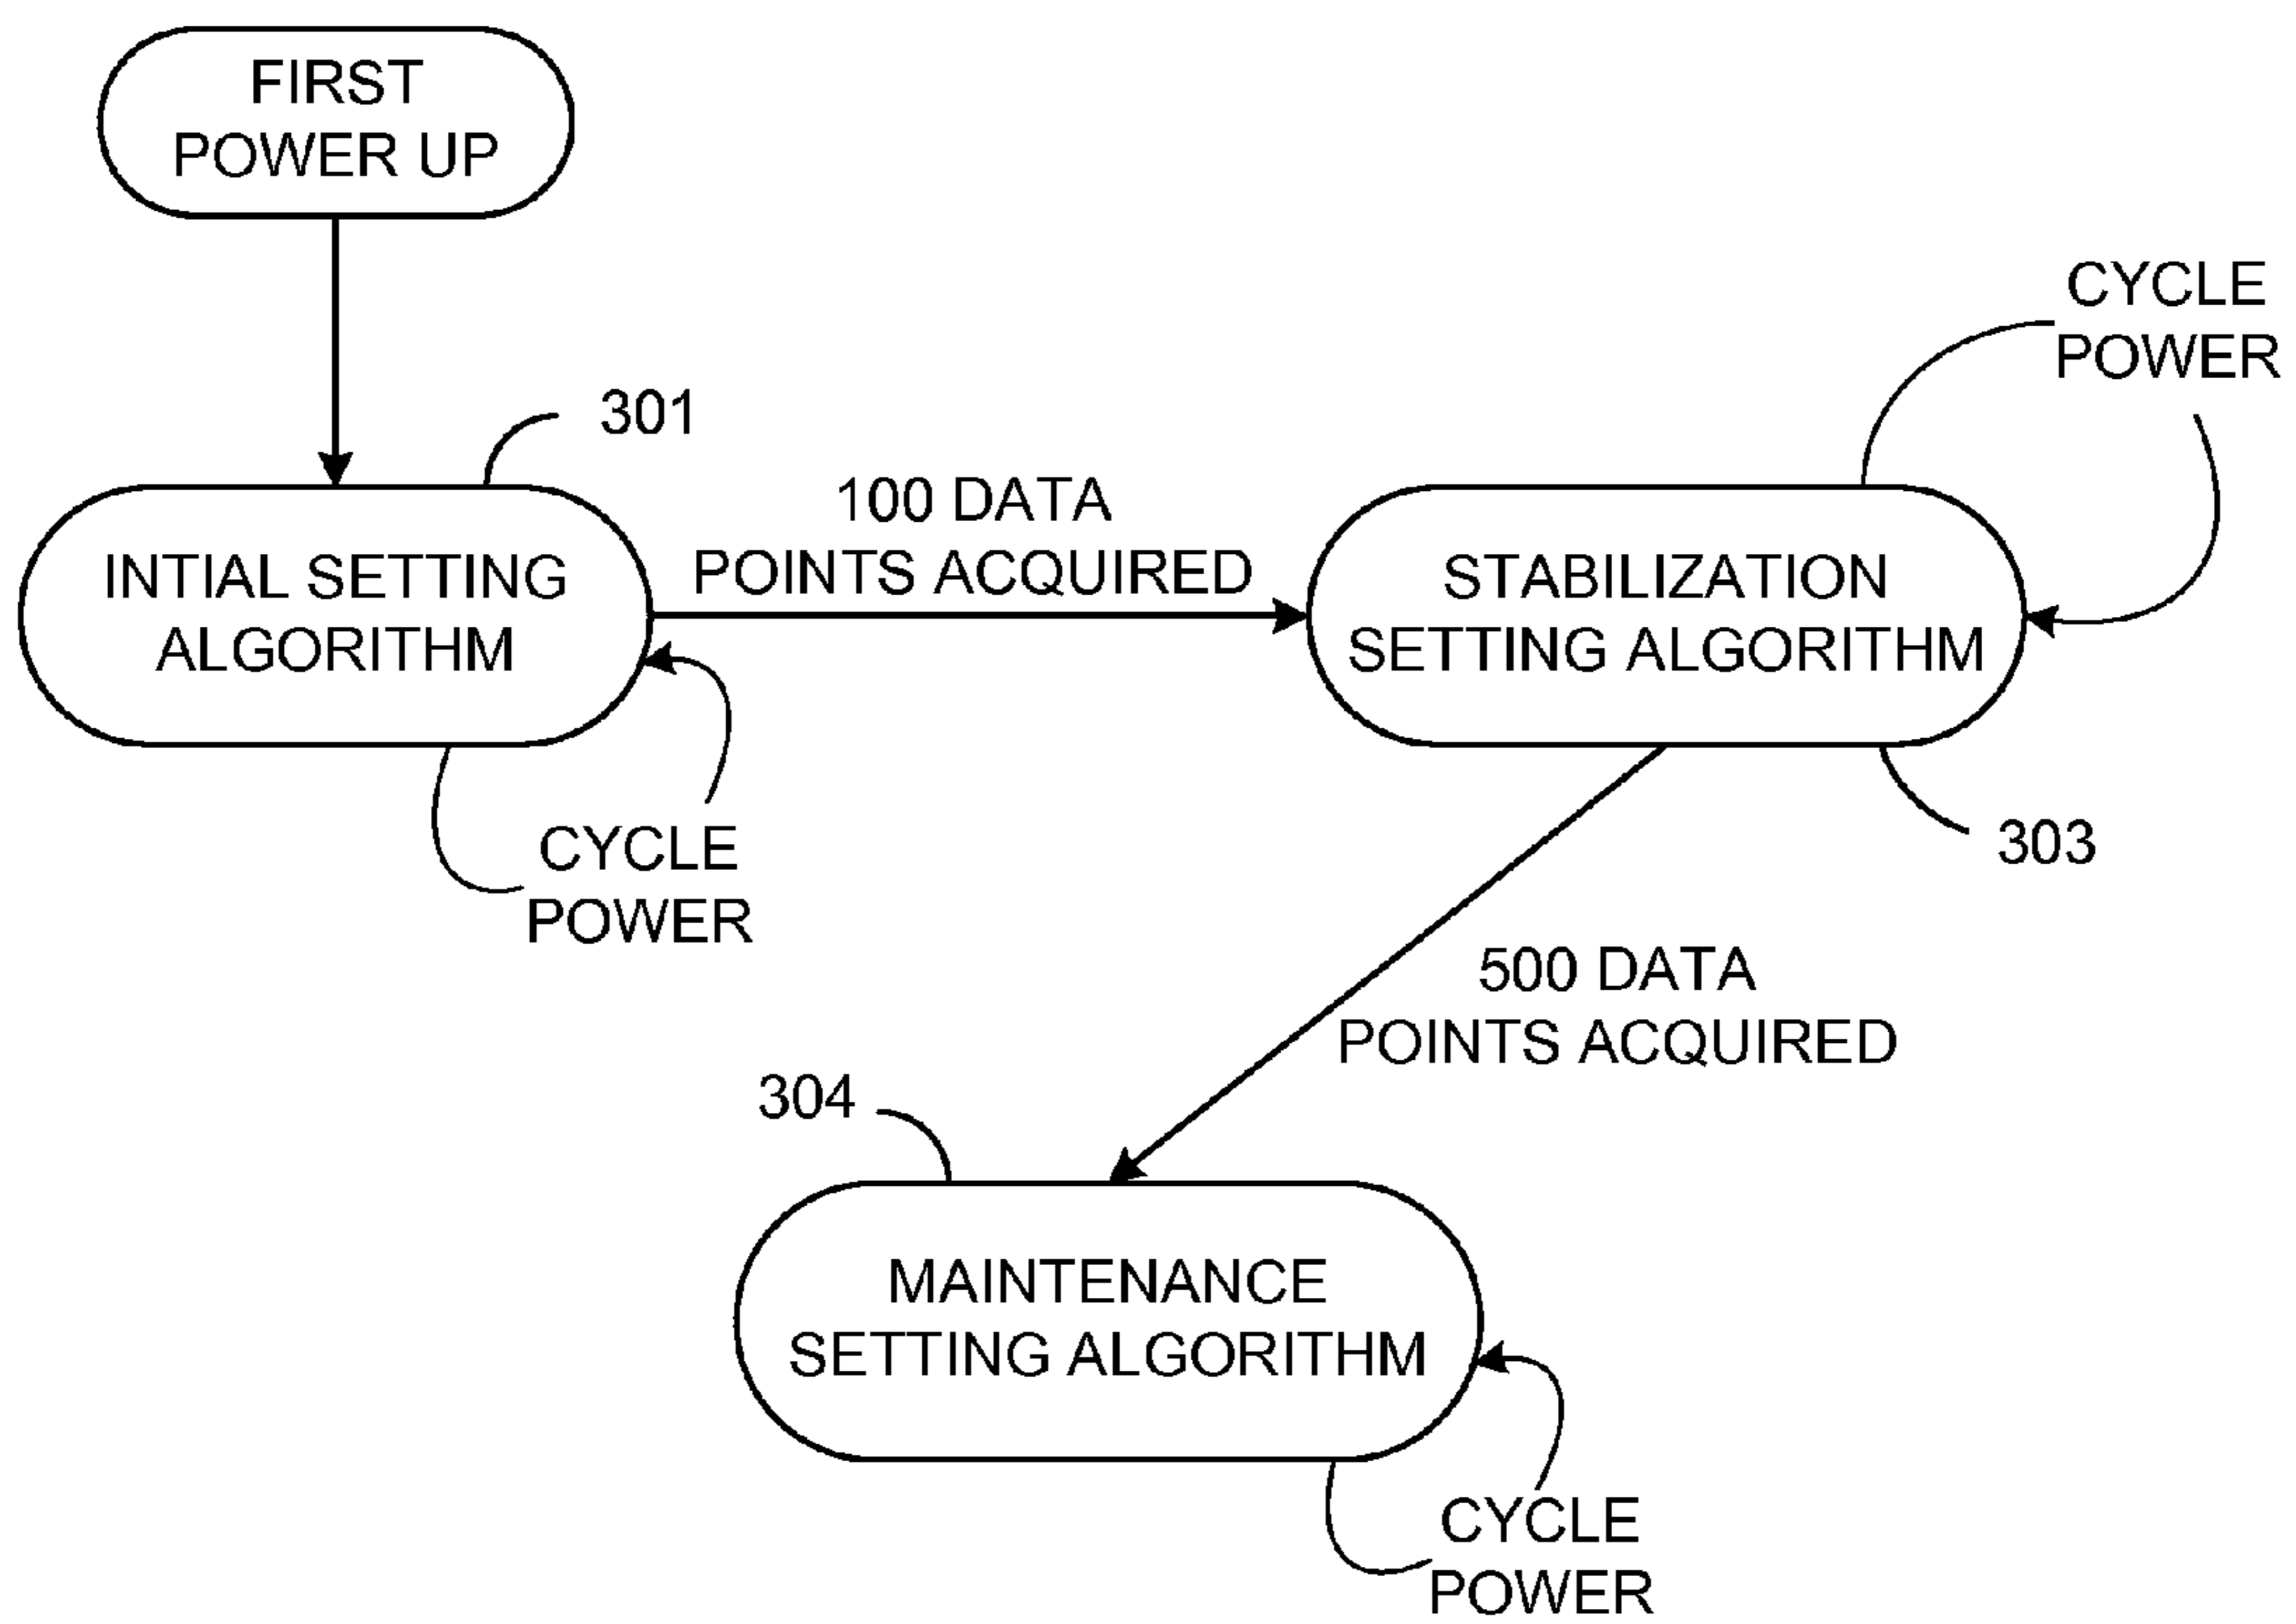 FIRST
POWER UP
301
INTIAL SETTING
ALGORITHM
100 DATA
POINTS ACQUIRED
CYCLE
POWER
STABILIZATION
SETTING ALGORITHM
CYCLE
POWER
303
500 DATA
POINTS ACQUIRED
304
MAINTENANCE
SETTING ALGORITHM
CYCLE
POWER